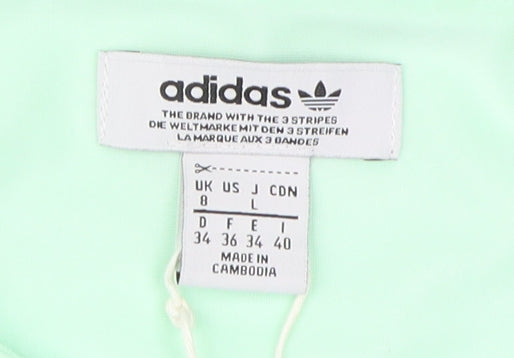 adidas
THE BRAND WITH THE 3 STRIPES
DIE WELTMARKE MIT DEN 3 STREIFEN
LA MARQUE AUX 3 BANDES
UK US J CDN
8 L
D F E I
34 36 34 40
MADE IN
CAMBODIA